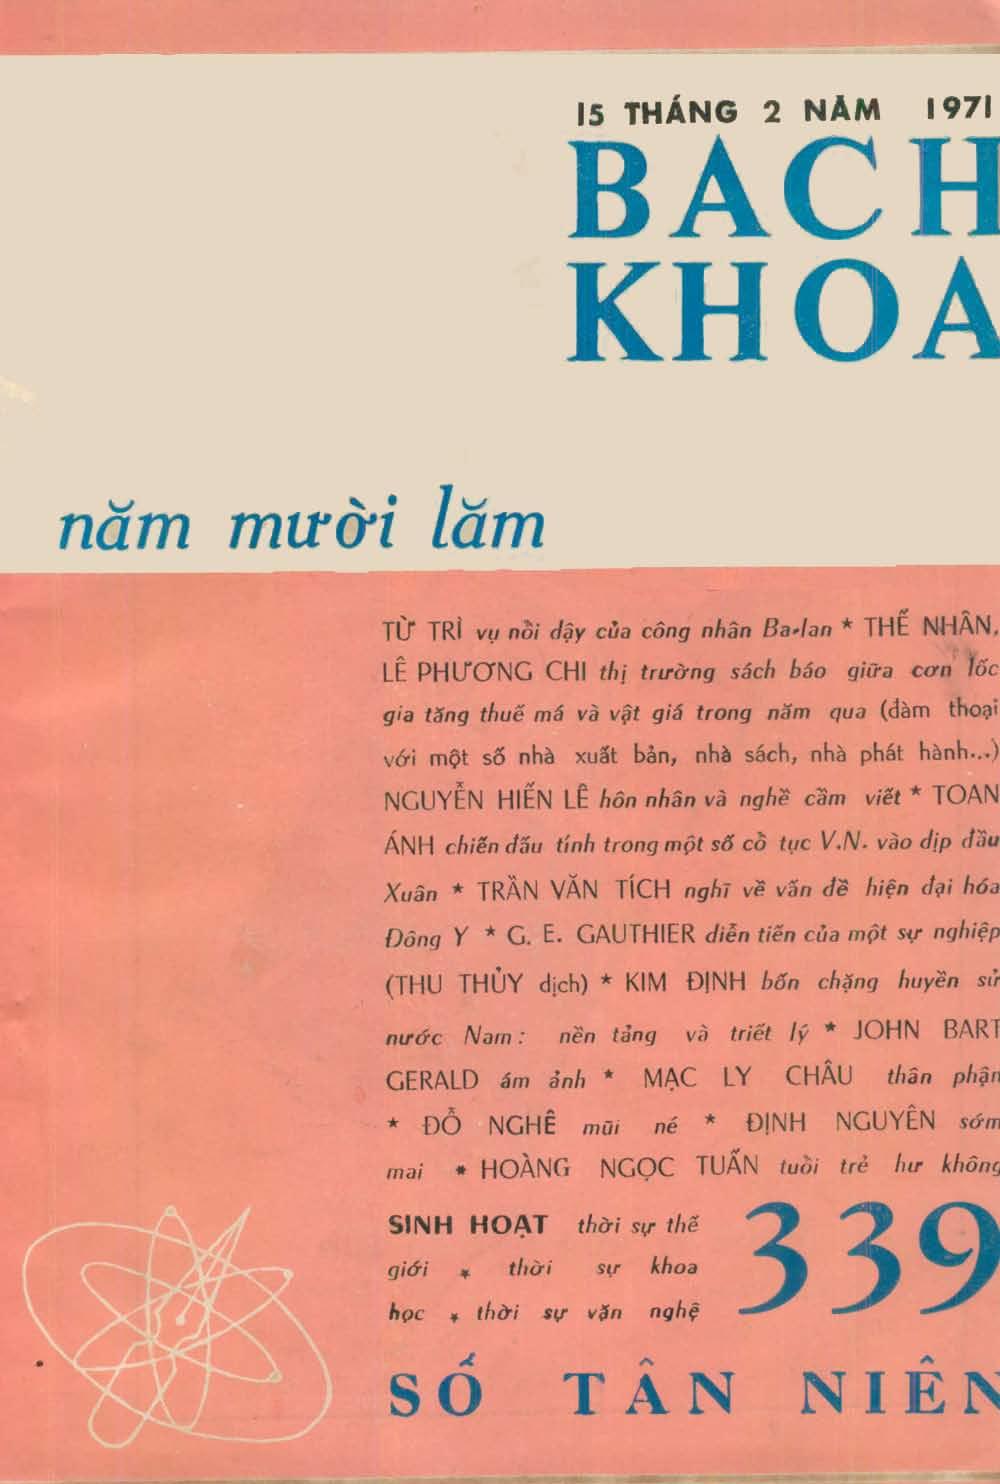 15 THÁNG 2 NĂM 1971
BACH
KHOA
năm mười lăm
TỪ TRÌ vụ nổi dậy của công nhân Ba-lan * THẾ NHÂN,
LÊ PHƯƠNG CHI thị trường sách báo giữa cơn lốc
gia tăng thuế má và vật giá trong năm qua (đàm thoại
với một số nhà xuất bản, nhà sách, nhà phát hành...)
NGUYỄN HIẾN LÊ hôn nhân và nghề cầm viết * TOAN
ÁNH chiến đấu tính trong một số cổ tục V.N. vào dịp đầu
Xuân * TRẦN VĂN TÍCH nghĩ về vấn đề hiện đại hóa
Đông Y * G. E. GAUTHIER diễn tiến của một sự nghiệp
(THU THỦY dịch) * KIM ĐỊNH bốn chặng huyền sử
nước Nam : nền tảng và triết lý * JOHN BART
GERALD ám ảnh * MẠC LY CHÂU thân phận
* ĐỖ NGHÊ mũi né * ĐỊNH NGUYÊN sớm
mai * HOÀNG NGỌC TUẤN tuổi trẻ hư không
SINH HOẠT thời sự thế
giới * thời sự khoa
học * thời sự văn nghệ
339
SỐ TÂN NIÊN